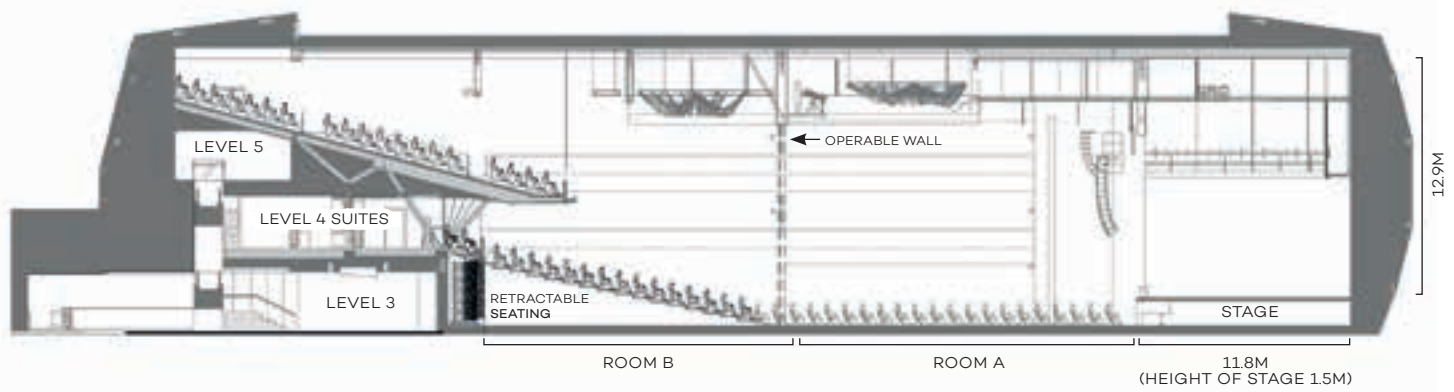 LEVEL 5
OPERABLE WALL
12.9M
LEVEL 4 SUITES
LEVEL 3
RETRACTABLE
SEATING
STAGE
ROOM B
ROOM A
11.8M
(HEIGHT OF STAGE 1.5M)